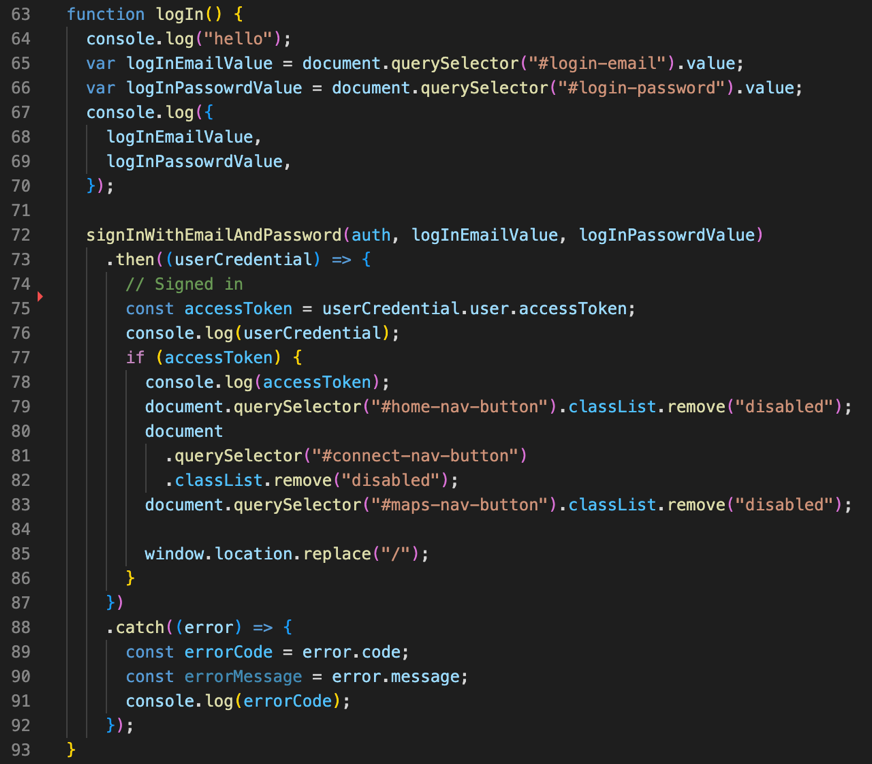 63 function logIn() {
64 console.log("hello");
65 var logInEmailValue = document.querySelector("#login-email").value;
66 var logInPassowrdValue = document.querySelector("#login-password").value;
67 console.log({
68 logInEmailValue,
69 logInPassowrdValue,
70 });
71
72 signInWithEmailAndPassword(auth, logInEmailValue, logInPassowrdValue)
73 .then((userCredential) => {
74 // Signed in
75 const accessToken = userCredential.user.accessToken;
76 console.log(userCredential);
77 if (accessToken) {
78 console.log(accessToken);
79 document.querySelector("#home-nav-button").classList.remove("disabled");
80 document
81 .querySelector("#connect-nav-button")
82 .classList.remove("disabled");
83 document.querySelector("#maps-nav-button").classList.remove("disabled");
84
85 window.location.replace("/");
86 }
87 })
88 .catch((error) => {
89 const errorCode = error.code;
90 const errorMessage = error.message;
91 console.log(errorCode);
92 });
93 }